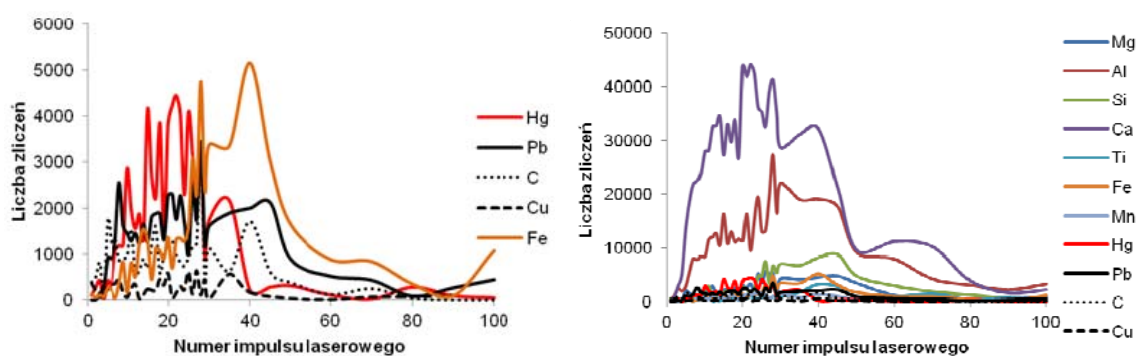 6000
5000
4000
3000
2000
1000
0
Liczba zliczeń
0 20 40 60 80 100
Numer impulsu laserowego
Hg
Pb
C
Cu
Fe
50000
40000
30000
20000
10000
0
Liczba zliczeń
0 20 40 60 80 100
Numer impulsu laserowego
Mg
Al
Si
Ca
Ti
Fe
Mn
Hg
Pb
C
Cu